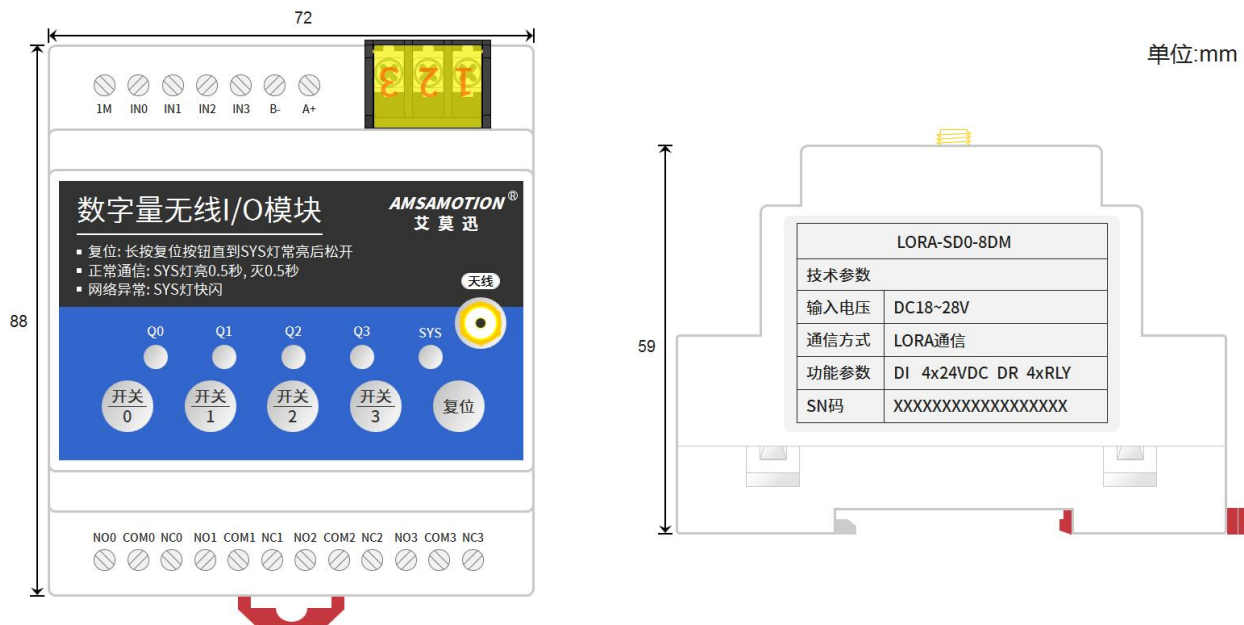 72
单位:mm
3 2 1
1M IN0 IN1 IN2 IN3 B- A+
数字量无线I/O模块
AMSAMOTION®
艾莫迅
▪ 复位: 长按复位按钮直到SYS灯常亮后松开
▪ 正常通信: SYS灯亮0.5秒, 灭0.5秒
▪ 网络异常: SYS灯快闪
天线
88
Q0 Q1 Q2 Q3 SYS
开关 0
开关 1
开关 2
开关 3
复位
NO0 COM0 NC0 NO1 COM1 NC1 NO2 COM2 NC2 NO3 COM3 NC3
59
LORA-SD0-8DM
技术参数
输入电压 DC18~28V
通信方式 LORA通信
功能参数 DI 4x24VDC DR 4xRLY
SN码 XXXXXXXXXXXXXXXXXX